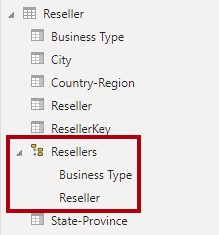 Reseller
Business Type
City
Country-Region
Reseller
ResellerKey
Resellers
Business Type
Reseller
State-Province